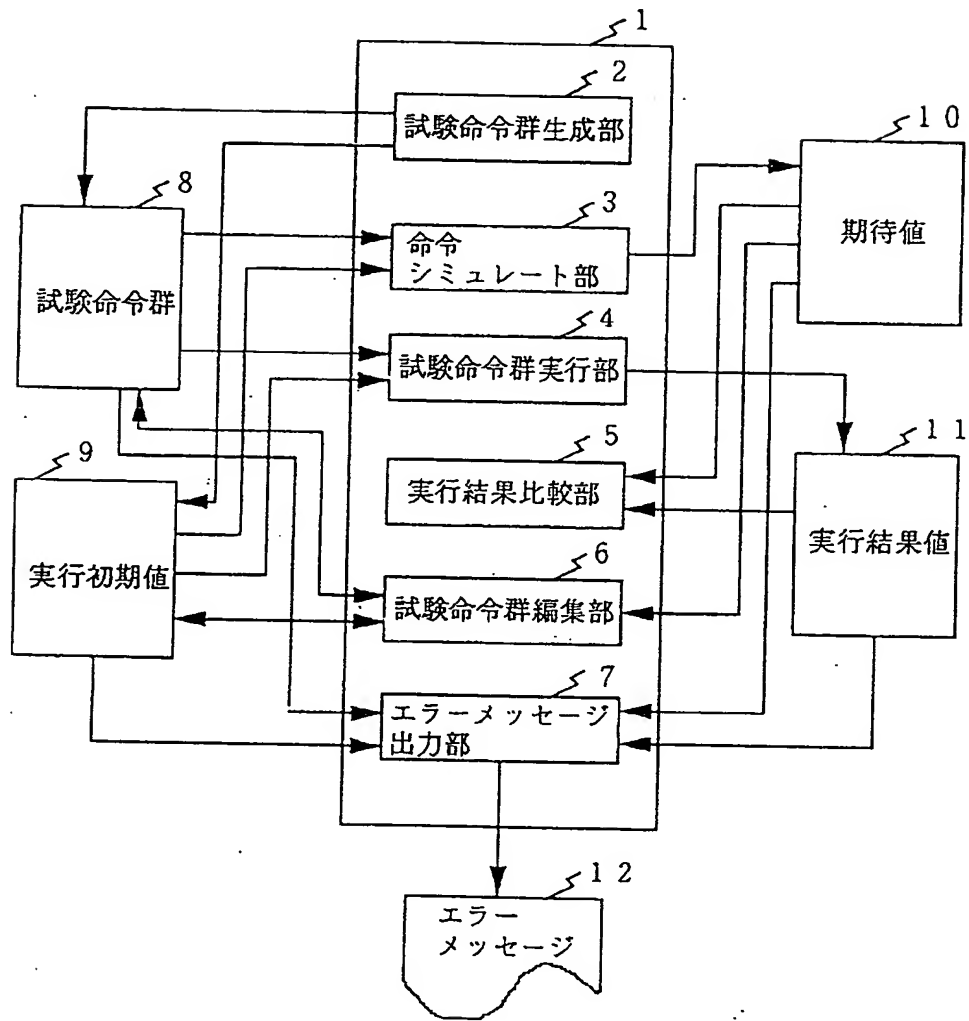 1
2
試験命令群生成部
10
期待値
8
試験命令群
3
命令
シミュレート部
4
試験命令群実行部
9
実行初期値
5
実行結果比較部
11
実行結果値
6
試験命令群編集部
7
エラーメッセージ
出力部
12
エラー
メッセージ